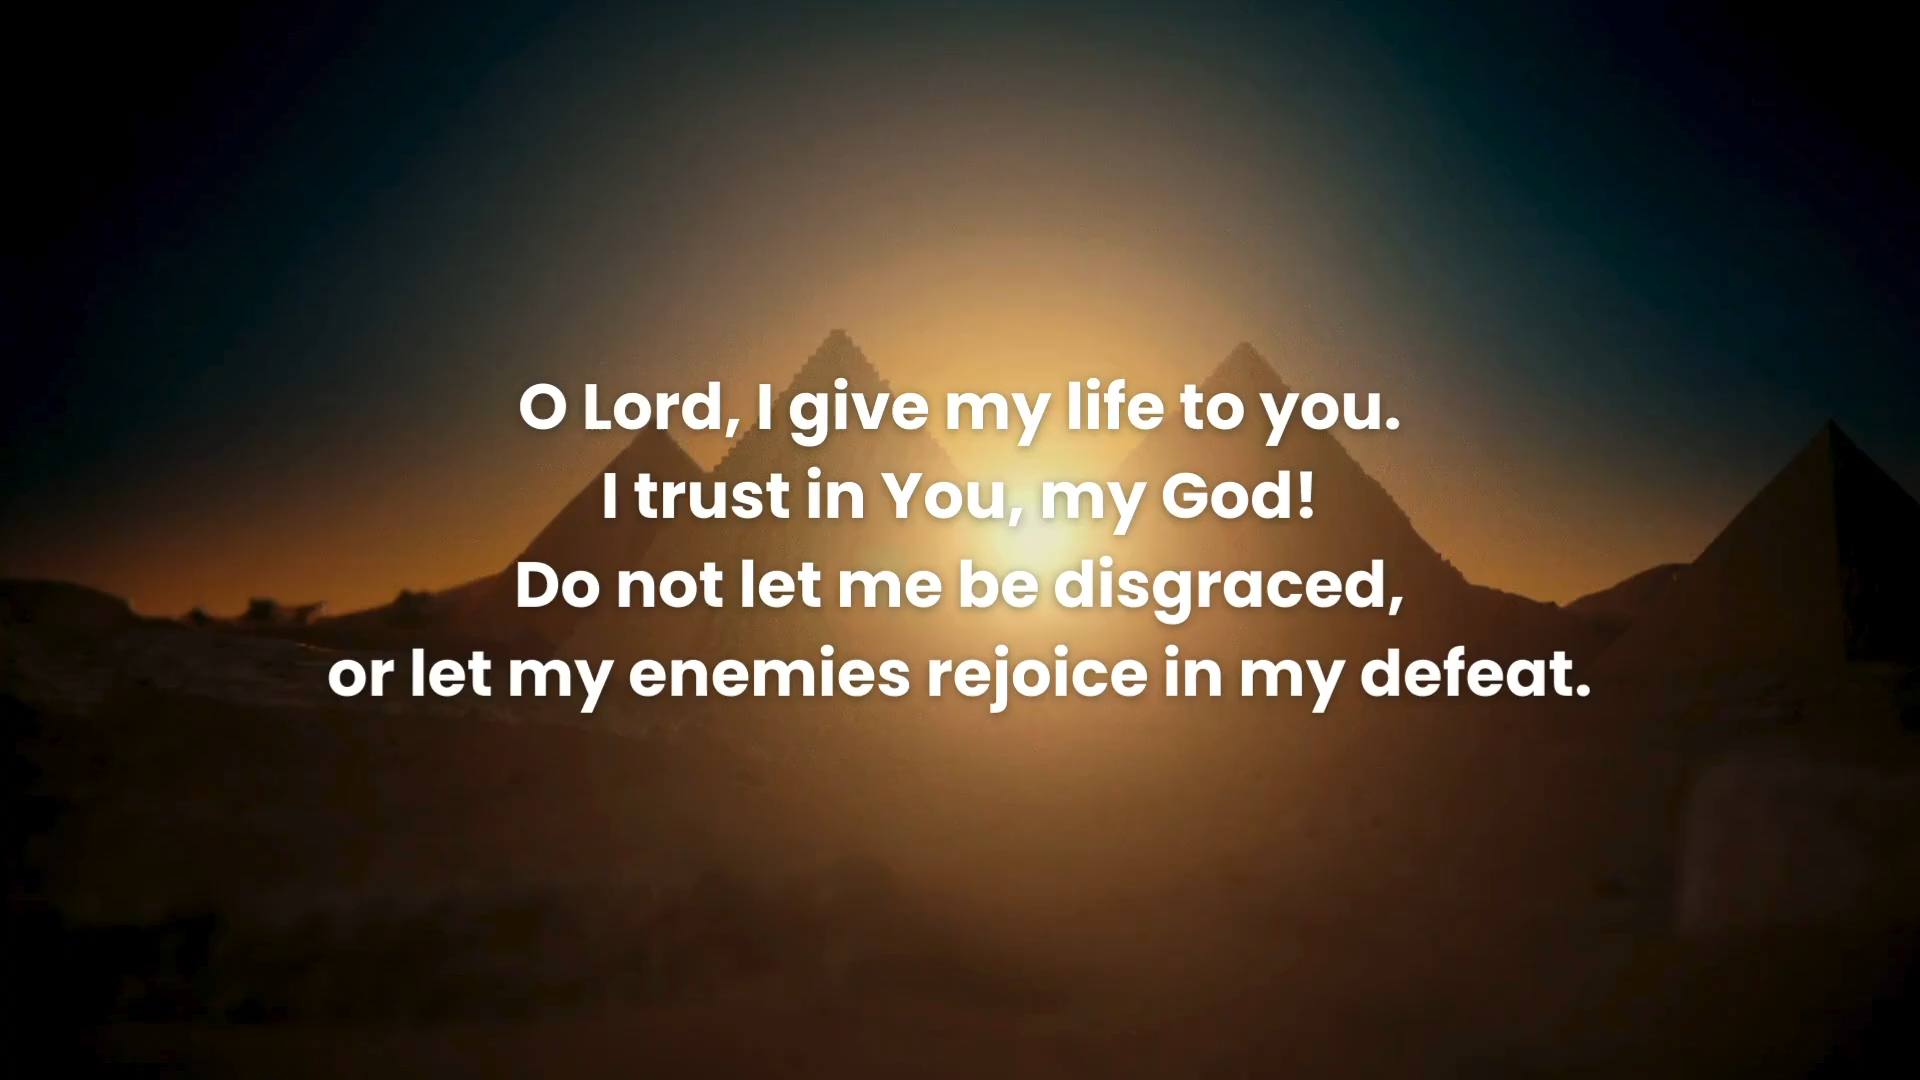 O Lord, I give my life to you.
I trust in You, my God!
Do not let me be disgraced,
or let my enemies rejoice in my defeat.